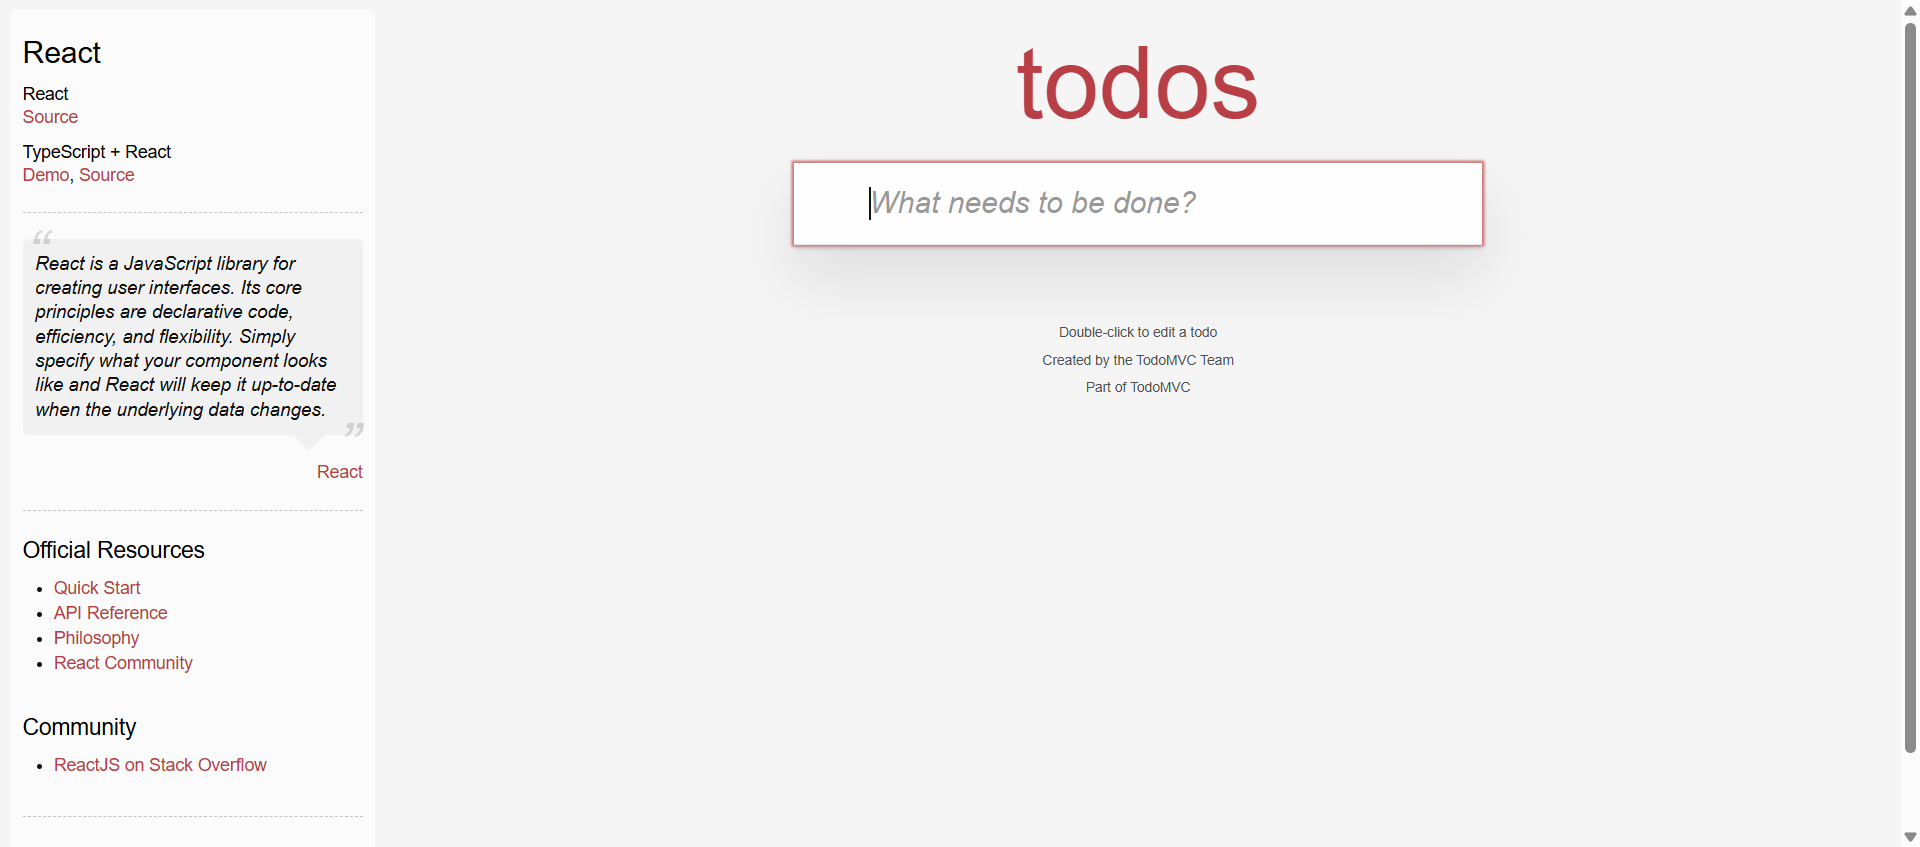 React
React
Source
TypeScript + React
Demo, Source
“
React is a JavaScript library for
creating user interfaces. Its core
principles are declarative code,
efficiency, and flexibility. Simply
specify what your component looks
like and React will keep it up-to-date
when the underlying data changes.
”
React
Official Resources
Quick Start
API Reference
Philosophy
React Community
Community
ReactJS on Stack Overflow
todos
What needs to be done?
Double-click to edit a todo
Created by the TodoMVC Team
Part of TodoMVC